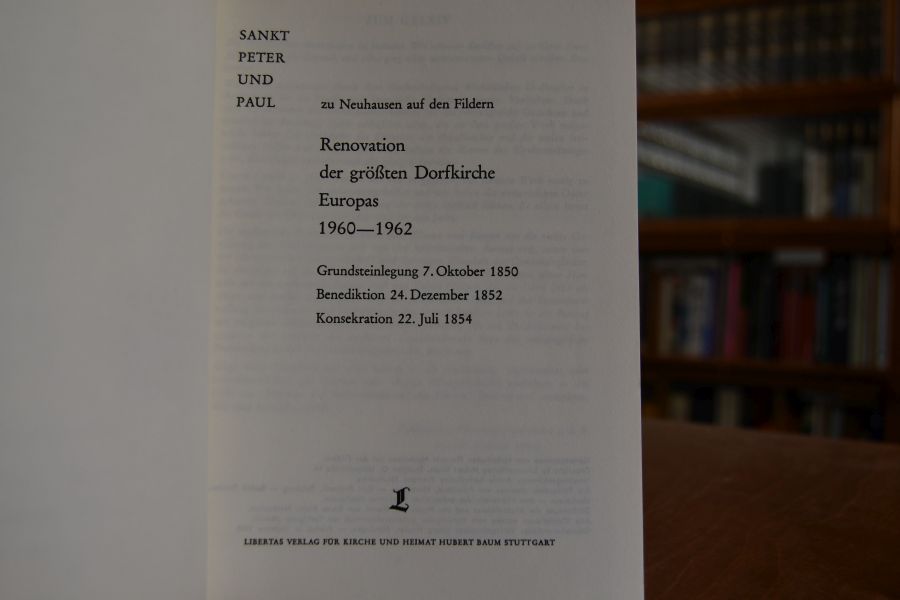 SANKT
PETER
UND
PAUL zu Neuhausen auf den Fildern
Renovation
der größten Dorfkirche
Europas
1960—1962
Grundsteinlegung 7. Oktober 1850
Benediktion 24. Dezember 1852
Konsekration 22. Juli 1854
L
LIBERTAS VERLAG FÜR KIRCHE UND HEIMAT HUBERT BAUM STUTTGART